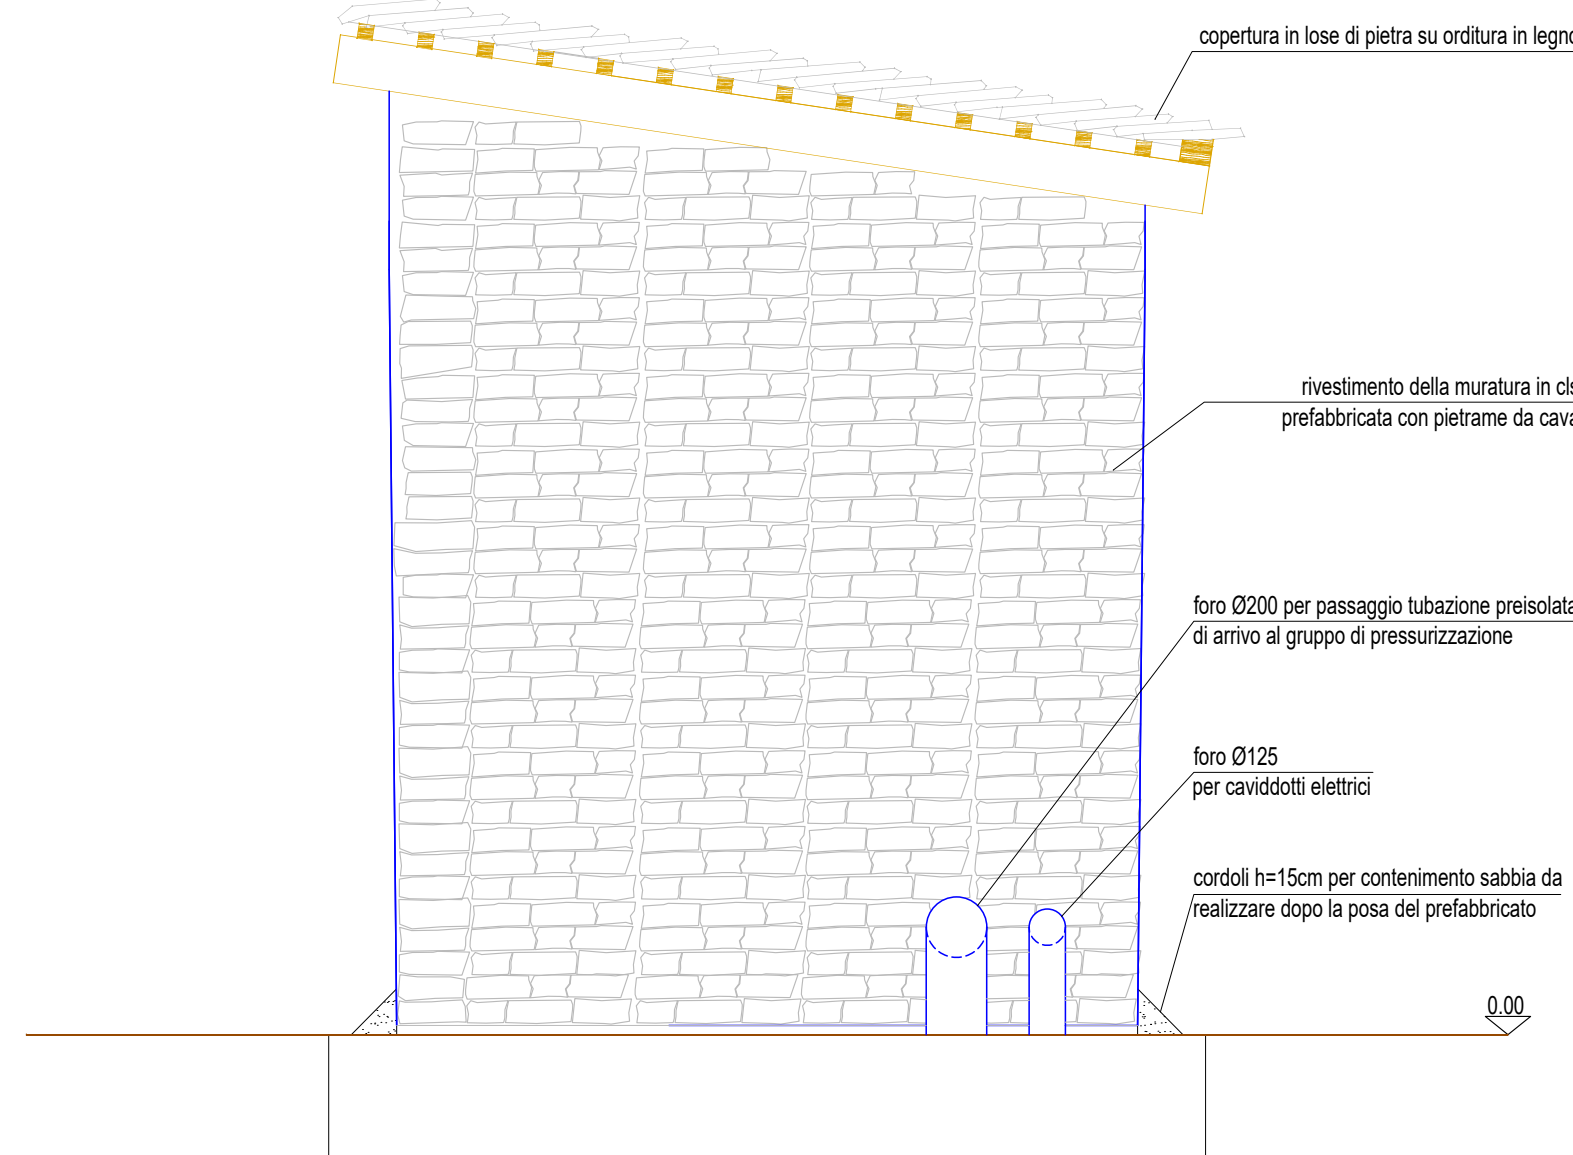 copertura in lose di pietra su orditura in legno
rivestimento della muratura in cls
prefabbricata con pietrame da cava
foro Ø200 per passaggio tubazione preisolata
di arrivo al gruppo di pressurizzazione
foro Ø125
per caviddotti elettrici
cordoli h=15cm per contenimento sabbia da
realizzare dopo la posa del prefabbricato
0.00